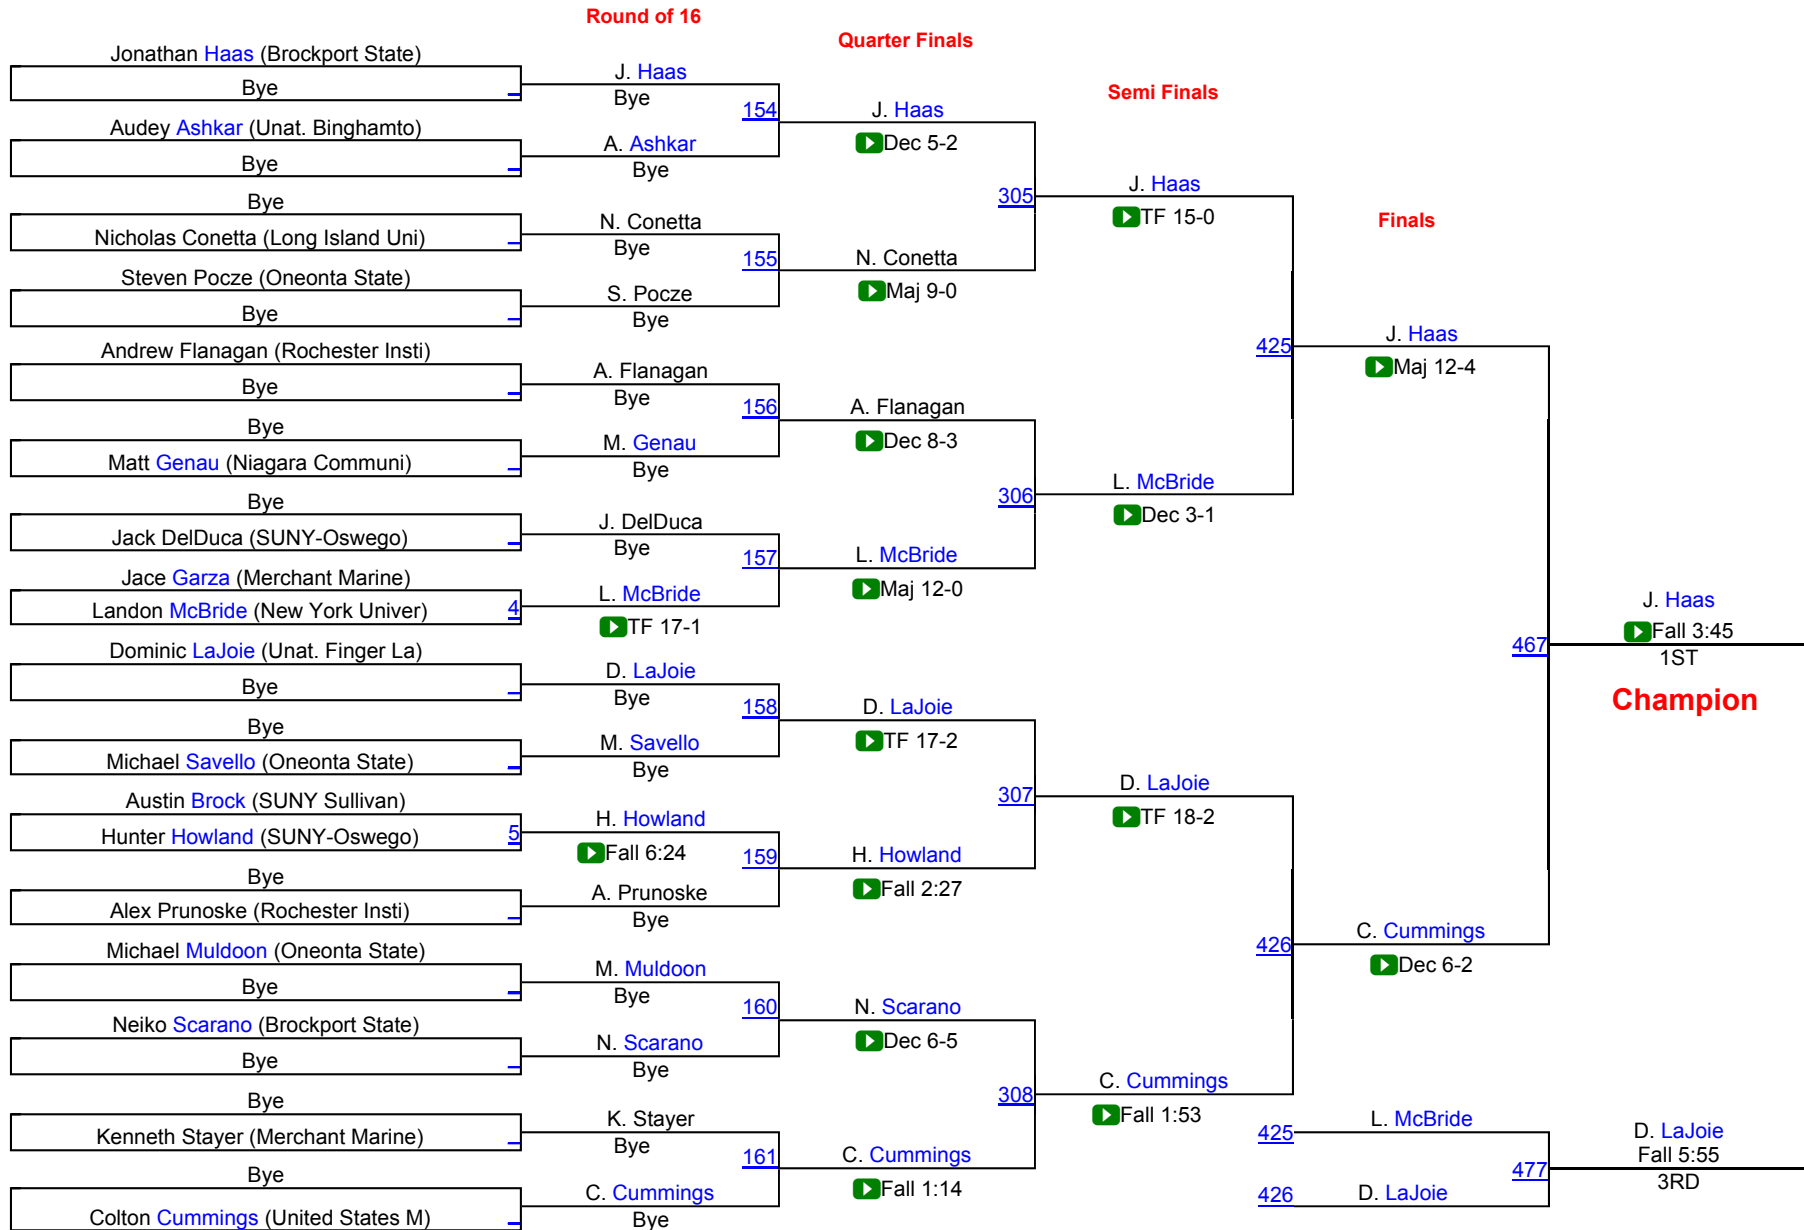 Round of 16
Quarter Finals
Semi Finals
Finals
Jonathan Haas (Brockport State)
Bye
Audey Ashkar (Unat. Binghamto)
Bye
Bye
Nicholas Conetta (Long Island Uni)
Steven Pocze (Oneonta State)
Bye
Andrew Flanagan (Rochester Insti)
Bye
Bye
Matt Genau (Niagara Communi)
Bye
Jack DelDuca (SUNY-Oswego)
Jace Garza (Merchant Marine)
Landon McBride (New York Univer) 4
Dominic LaJoie (Unat. Finger La)
Bye
Bye
Michael Savello (Oneonta State)
Austin Brock (SUNY Sullivan)
Hunter Howland (SUNY-Oswego) 5
Bye
Alex Prunoske (Rochester Insti)
Michael Muldoon (Oneonta State)
Bye
Neiko Scarano (Brockport State)
Bye
Bye
Kenneth Stayer (Merchant Marine)
Bye
Colton Cummings (United States M)
J. Haas
Bye
154
A. Ashkar
Bye
N. Conetta
Bye
155
S. Pocze
Bye
A. Flanagan
Bye
156
M. Genau
Bye
J. DelDuca
Bye
157
L. McBride
TF 17-1
D. LaJoie
Bye
158
M. Savello
Bye
H. Howland
Fall 6:24
159
A. Prunoske
Bye
M. Muldoon
Bye
160
N. Scarano
Bye
K. Stayer
Bye
161
C. Cummings
Bye
J. Haas
Dec 5-2
305
N. Conetta
Maj 9-0
A. Flanagan
Dec 8-3
306
L. McBride
Maj 12-0
D. LaJoie
TF 17-2
307
H. Howland
Fall 2:27
N. Scarano
Dec 6-5
308
C. Cummings
Fall 1:14
J. Haas
TF 15-0
425
L. McBride
Dec 3-1
D. LaJoie
TF 18-2
426
C. Cummings
Fall 1:53
J. Haas
Maj 12-4
467
C. Cummings
Dec 6-2
J. Haas
Fall 3:45
1ST
Champion
425 L. McBride
477
426 D. LaJoie
D. LaJoie
Fall 5:55
3RD